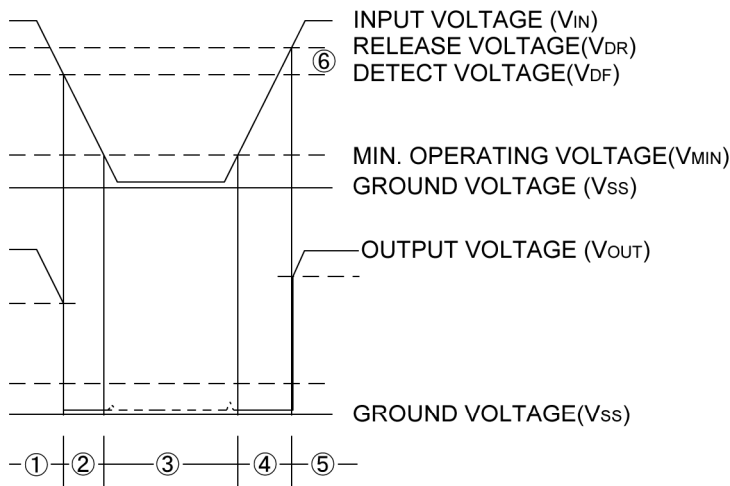 INPUT VOLTAGE (VIN)
RELEASE VOLTAGE(VDR)
⑥
DETECT VOLTAGE(VDF)
MIN. OPERATING VOLTAGE(VMIN)
GROUND VOLTAGE (VSS)
OUTPUT VOLTAGE (VOUT)
GROUND VOLTAGE(VSS)
① ② ③ ④ ⑤